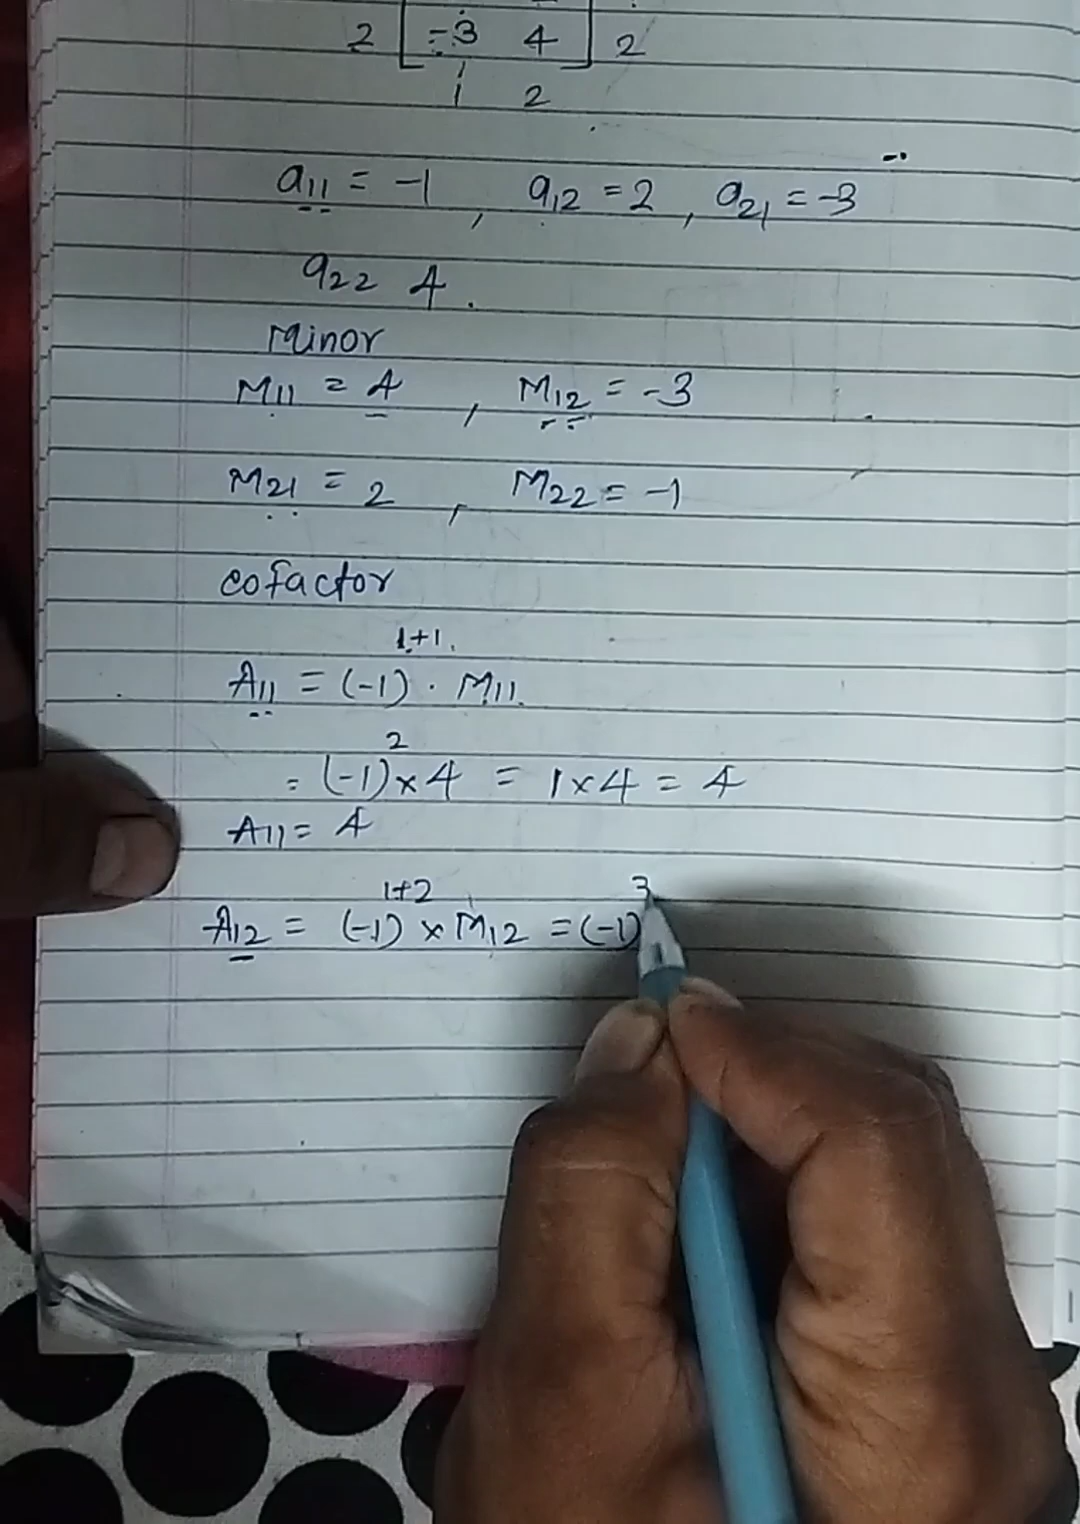 2 [ -3 4 ] 2
1 2
a11 = -1 , a12 = 2 , a21 = -3
a22 4 .
Minor
M11 = 4 , M12 = -3
M21 = 2 , M22 = -1
cofactor
A11 = (-1)^1+1 . M11
= (-1)^2 × 4 = 1 × 4 = 4
A11 = 4
A12 = (-1)^1+2 × M12 = (-1)^3